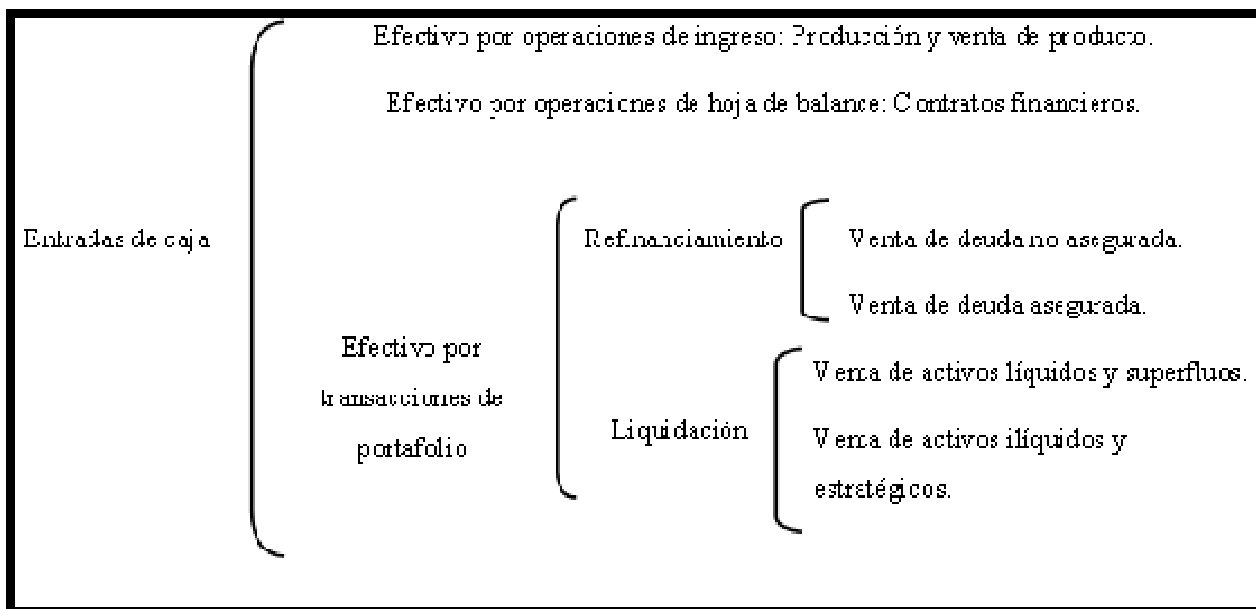 Efectivo por operaciones de ingreso: Producción y venta de producto.
Efectivo por operaciones de hoja de balance: Contratos financieros.
Entradas de caja
Efectivo por
transacciones de
portafolio
Refinanciamiento
Venta de deuda no asegurada.
Venta de deuda asegurada.
Liquidación
Venta de activos líquidos y superfluos.
Venta de activos ilíquidos y
estratégicos.